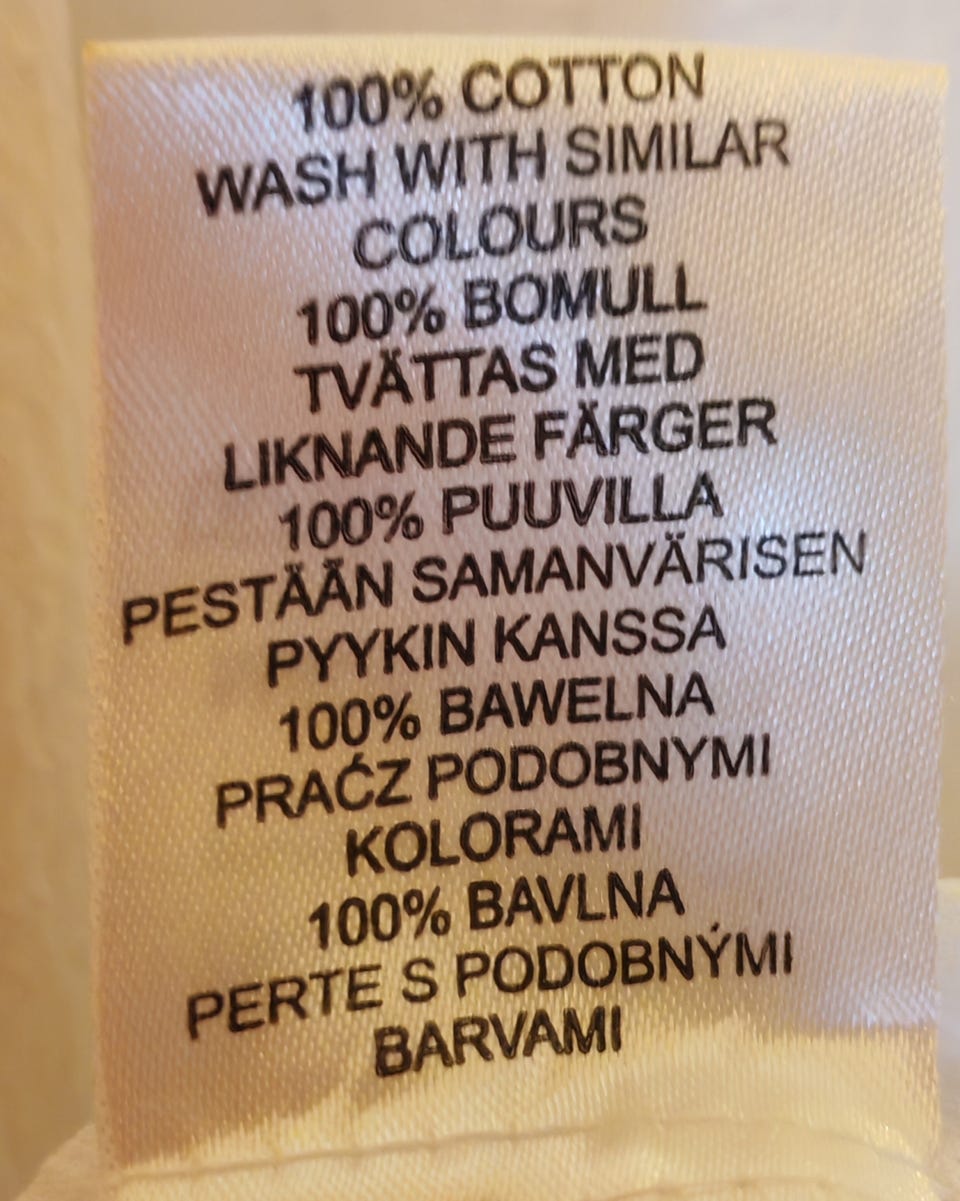 100% COTTON
WASH WITH SIMILAR
COLOURS
100% BOMULL
TVÄTTAS MED
LIKNANDE FÄRGER
100% PUUVILLA
PESTÄÄN SAMANVÄRISEN
PYYKIN KANSSA
100% BAWELNA
PRAĆZ PODOBNYMI
KOLORAMI
100% BAVLNA
PERTE S PODOBNÝMI
BARVAMI